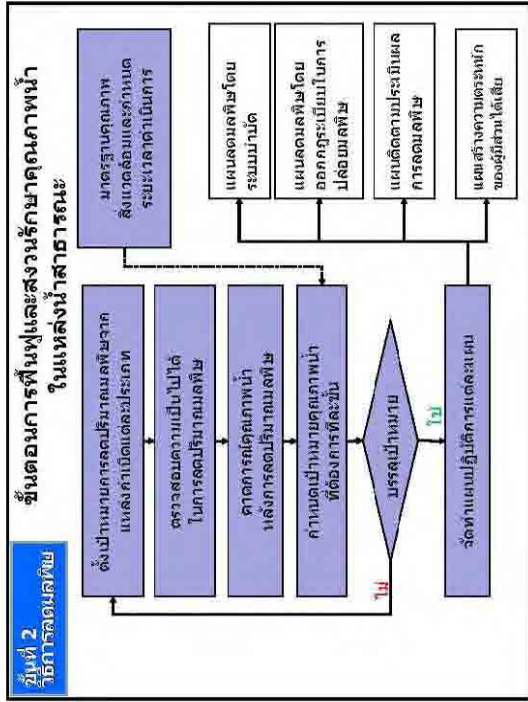 ขั้นที่ 2
วิธีการลดมลพิษ
ขั้นตอนการฟื้นฟูและสงวนรักษาคุณภาพน้ำ
ในแหล่งน้ำสาธารณะ
ตั้งเป้าหมายการลดปริมาณมลพิษจาก
แหล่งกำเนิดแต่ละประเภท
ตรวจสอบความเป็นไปได้
ในการลดปริมาณมลพิษ
คาดการณ์คุณภาพน้ำ
หลังการลดปริมาณมลพิษ
กำหนดเป้าหมายคุณภาพน้ำ
ที่ต้องการที่ละขั้น
บรรลุเป้าหมาย
ไม่
ใช่
จัดทำแผนปฏิบัติการแต่ละแผน
มาตรฐานคุณภาพ
สิ่งแวดล้อมและกำหนด
ระยะเวลาดำเนินการ
แผนลดมลพิษโดย
ระบบบำบัด
แผนลดมลพิษโดย
ออกกฎระเบียบในการ
ปล่อยมลพิษ
แผนติดตามประเมินผล
การลดมลพิษ
แผนสร้างความตระหนัก
ของผู้มีส่วนได้เสีย